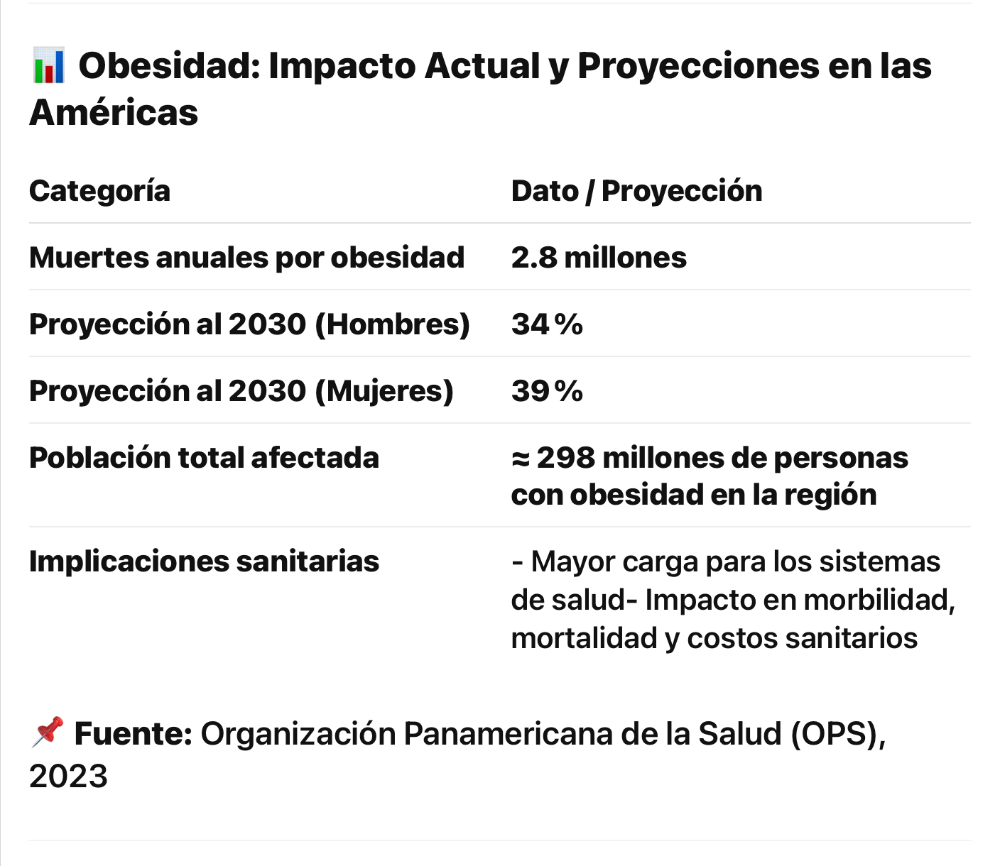 📊 Obesidad: Impacto Actual y Proyecciones en las
Américas
Categoría Dato / Proyección
Muertes anuales por obesidad 2.8 millones
Proyección al 2030 (Hombres) 34 %
Proyección al 2030 (Mujeres) 39 %
Población total afectada ≈ 298 millones de personas
con obesidad en la región
Implicaciones sanitarias - Mayor carga para los sistemas
de salud- Impacto en morbilidad,
mortalidad y costos sanitarios
📌 Fuente: Organización Panamericana de la Salud (OPS),
2023